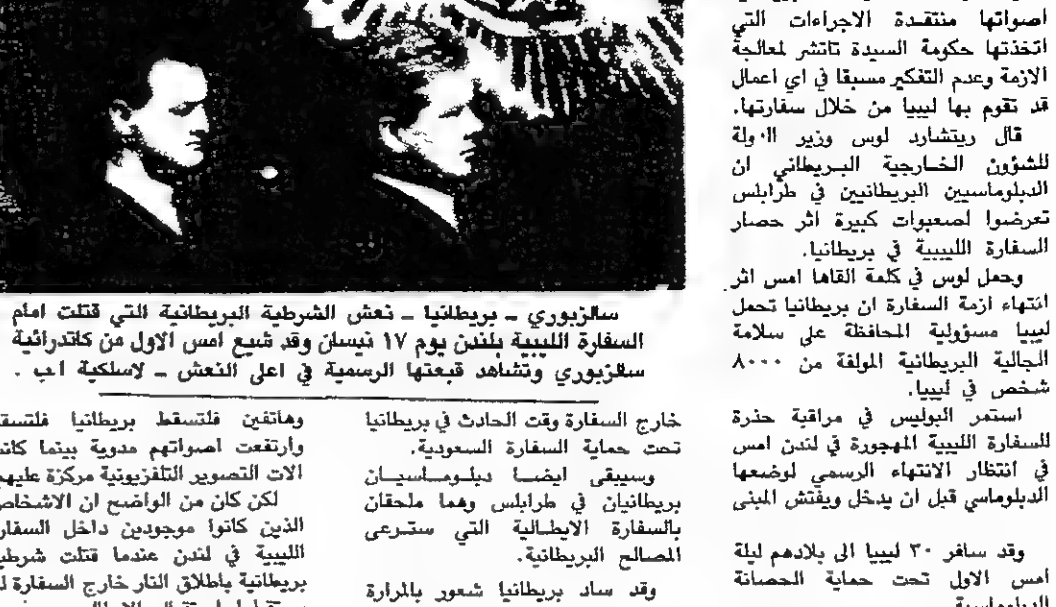 اصواتها منتقدة الاجراءات التي
اتخذتها حكومة السيدة تاتشر لمعالجة
الازمة وعدم التفكير مسبقا في اي اعمال
قد تقوم بها ليبيا من خلال سفارتها.
قال ريتشارد لوس وزير
للشؤون الخارجية البريطاني ان
الدبلوماسيين البريطانيين في طرابلس
تعرضوا لصعبوات كبيرة اثر حصار
السفارة الليبية في بريطانيا.
وحمل لوس في كلمة القاها امس اثر
انتهاء ازمة السفارة ان بريطانيا تحمل
ليبيا مسؤولية المحافظة على سلامة
الجالية البريطانية المولفة من ٨٠٠٠
شخص في ليبيا.
استمر البوليس في مراقبة حذرة
للسفارة الليبية المهجورة في لندن امس
في انتظار الانتهاء الرسمي لوضعها
الدبلوماسي قبل ان يدخل ويفتش المبنى
وقد سافر ٣٠ ليبيا الى بلادهم ليلة
امس الاول تحت حماية الحصانة
الدبلوماسية
سالزبوري – بريطانيا – نعش الشرطية البريطانية التي قتلت امام
السفارة الليبية بلندن يوم ١٧ نيسان وقد شيع امس الاول من كاتدرائية
سالزبوري وتشاهد قبعتها الرسمية في اعلى النعش – لاسلكية ا.ب .
خارج السفارة وقت الحادث في بريطانيا
تحت حماية السفارة السعودية.
وسيبقى ايضا دبلوماسيان
بريطانيان في طرابلس وهما ملحقان
بالسفارة الايطالية التي سترعى
المصالح البريطانية.
وقد ساد بريطانيا شعور بالمرارة
وهاتفين فلتسقط بريطانيا فلتسقـ
وارتفعت اصواتهم مدوية بينما كانت
الات التصوير التلفزيونية مركزة عليهم
لكن كان من الواضح ان الاشخاص
الذين كانوا موجودين داخل السفار
الليبية في لندن عندما قتلت شرطيـ
بريطانية باطلاق النار خارج السفارة